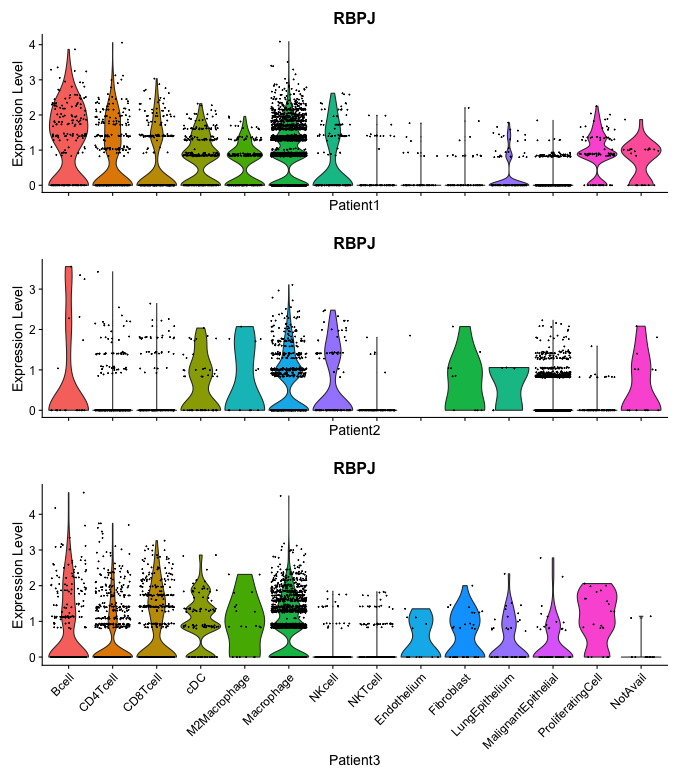 RBPJ
Expression Level
4
3
2
1
0
Patient1
RBPJ
Expression Level
3
2
1
0
Patient2
RBPJ
Expression Level
4
3
2
1
0
Bcell
CD4Tcell
CD8Tcell
cDC
M2Macrophage
Macrophage
NKcell
NKTcell
Endothelium
Fibroblast
LungEpithelium
MalignantEpithelial
ProliferatingCell
NotAvail
Patient3